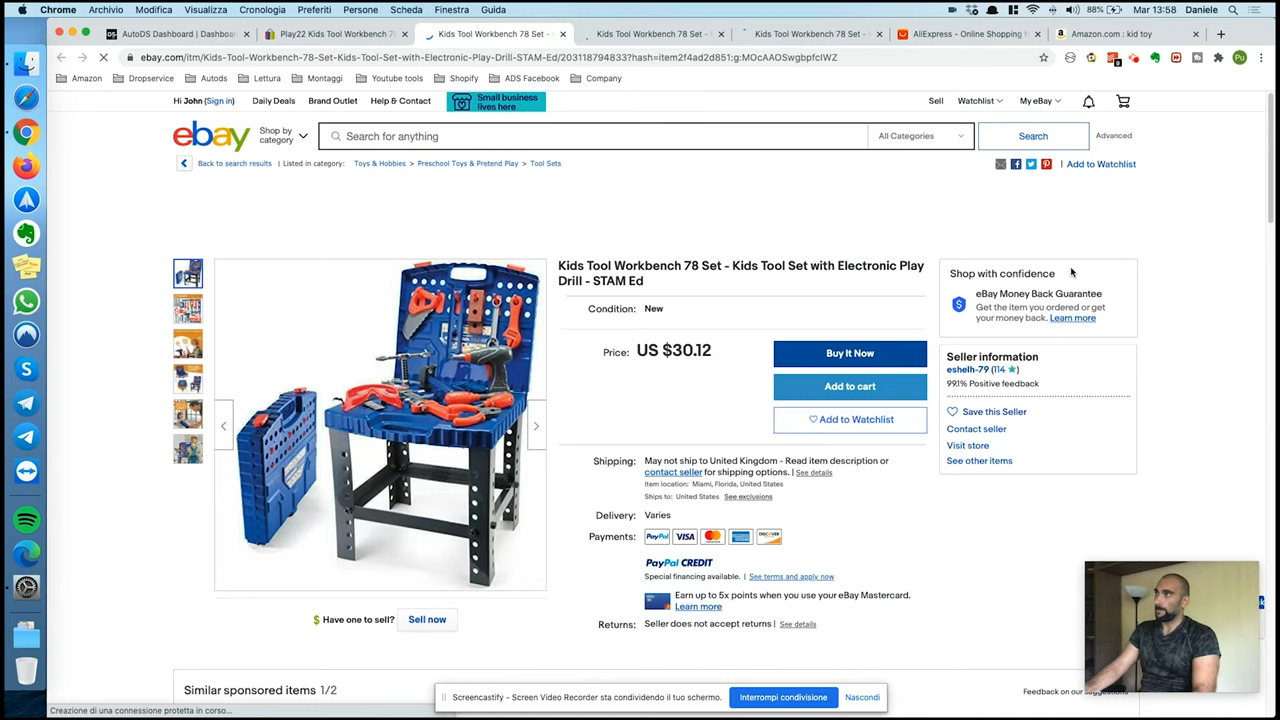 Chrome Archivio Modifica Visualizza Cronologia Preferiti Persone Scheda Finestra Guida 88% Mar 13:58 Daniele
DS AutoDS Dashboard | Dashboar × Play22 Kids Tool Workbench 7 × Kids Tool Workbench 78 Set - × Kids Tool Workbench 78 Set - × Kids Tool Workbench 78 Set - × AliExpress - Online Shopping f × Amazon.com : kid toy × +
ebay.com/itm/Kids-Tool-Workbench-78-Set-Kids-Tool-Set-with-Electronic-Play-Drill-STAM-Ed/203118794833?hash=item2f4ad2d851:g:MOcAAOSwgbpfcIWZ
Amazon Dropservice Autods Lettura Montaggi Youtube tools Shopify ADS Facebook Company
Hi John (Sign in) Daily Deals Brand Outlet Help & Contact Small business lives here Sell Watchlist My eBay
ebay Shop by category Search for anything All Categories Search Advanced
Back to search results | Listed in category: Toys & Hobbies > Preschool Toys & Pretend Play > Tool Sets | Add to Watchlist
Kids Tool Workbench 78 Set - Kids Tool Set with Electronic Play
Drill - STAM Ed
Condition: New
Price: US $30.12
Buy It Now
Add to cart
Add to Watchlist
Shipping: May not ship to United Kingdom - Read item description or
contact seller for shipping options. | See details
Item location: Miami, Florida, United States
Ships to: United States See exclusions
Delivery: Varies
Payments: PayPal VISA DISCOVER
PayPal CREDIT
Special financing available. | See terms and apply now
Earn up to 5x points when you use your eBay Mastercard.
Learn more
Returns: Seller does not accept returns | See details
Shop with confidence
eBay Money Back Guarantee
Get the item you ordered or get
your money back. Learn more
Seller information
eshelh-79 (114 ★)
99.1% Positive feedback
Save this Seller
Contact seller
Visit store
See other items
$ Have one to sell? Sell now
Similar sponsored items 1/2
Feedback on our suggestions
Screencastify - Screen Video Recorder sta condividendo il tuo schermo. Interrompi condivisione Nascondi
Creazione di una connessione protetta in corso...